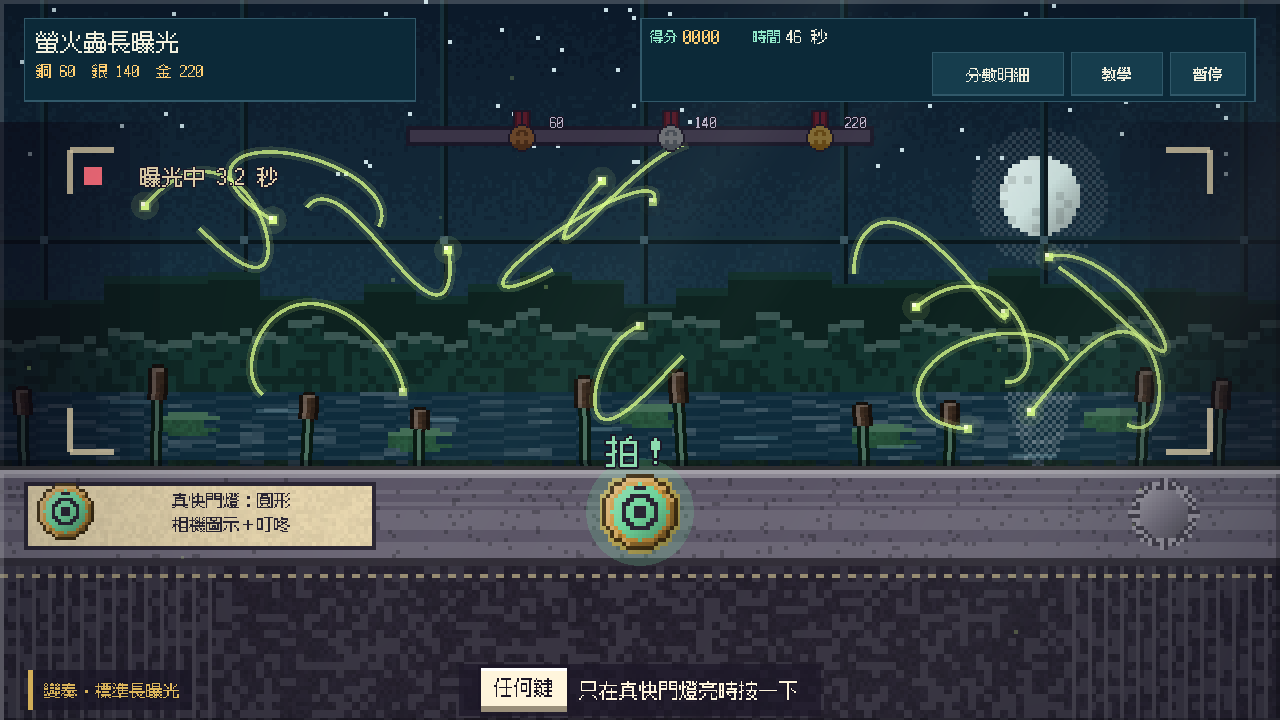 螢火蟲長曝光
銅 60 銀 140 金 220
得分 0000 時間 46 秒
分數明細
教學
暫停
60
140
220
曝光中 3.2 秒
拍！
真快門燈：圓形
相機圖示＋叮咚
變奏・標準長曝光
任何鍵
只在真快門燈亮時按一下